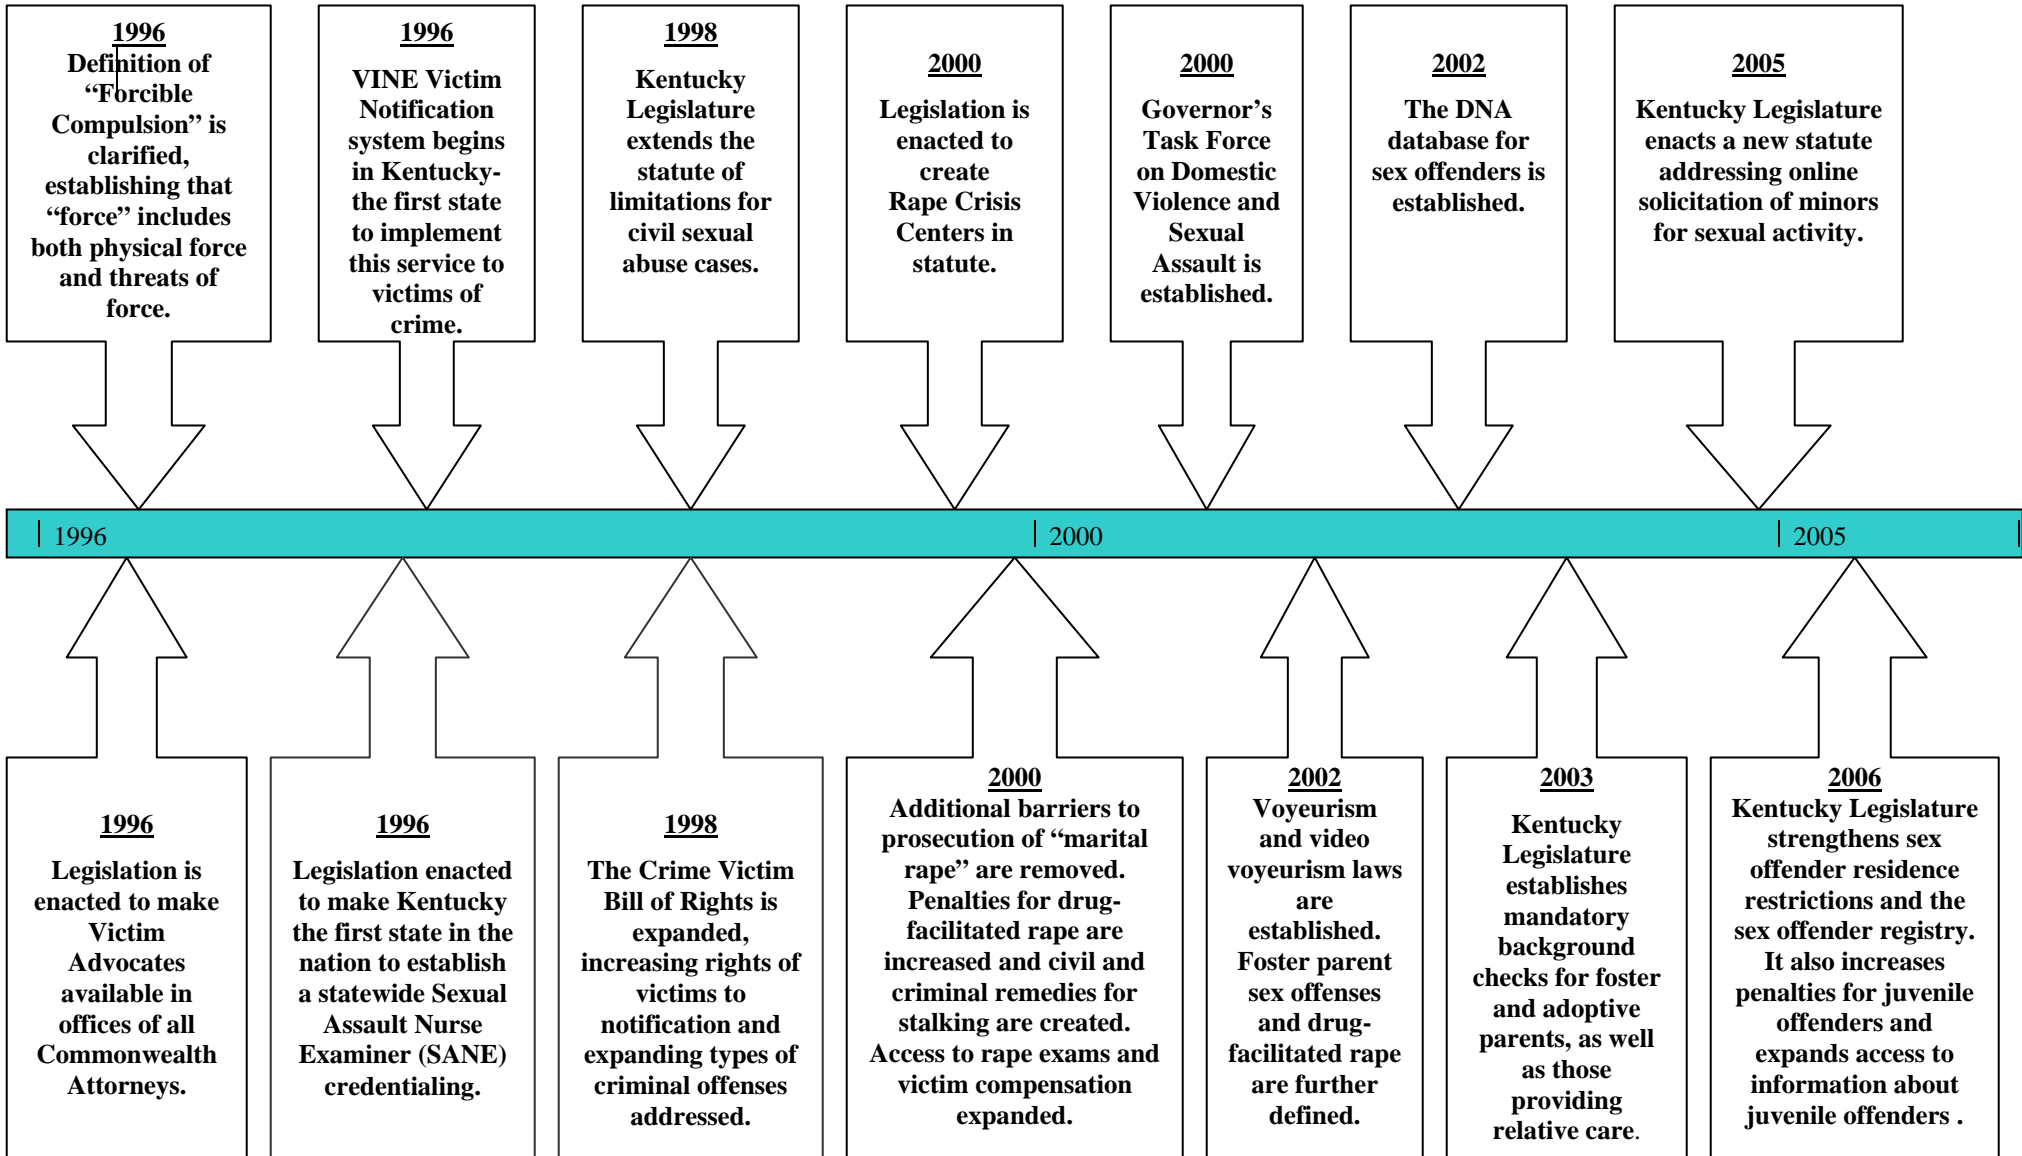 1996
Definition of
“Forcible
Compulsion” is
clarified,
establishing that
“force” includes
both physical force
and threats of
force.
1996
VINE Victim
Notification
system begins
in Kentucky-
the first state
to implement
this service to
victims of
crime.
1998
Kentucky
Legislature
extends the
statute of
limitations for
civil sexual
abuse cases.
2000
Legislation is
enacted to
create
Rape Crisis
Centers in
statute.
2000
Governor’s
Task Force
on Domestic
Violence and
Sexual
Assault is
established.
2002
The DNA
database for
sex offenders is
established.
2005
Kentucky Legislature
enacts a new statute
addressing online
solicitation of minors
for sexual activity.
1996
2000
2005
1996
Legislation is
enacted to make
Victim
Advocates
available in
offices of all
Commonwealth
Attorneys.
1996
Legislation enacted
to make Kentucky
the first state in the
nation to establish
a statewide Sexual
Assault Nurse
Examiner (SANE)
credentialing.
1998
The Crime Victim
Bill of Rights is
expanded,
increasing rights of
victims to
notification and
expanding types of
criminal offenses
addressed.
2000
Additional barriers to
prosecution of “marital
rape” are removed.
Penalties for drug-
facilitated rape are
increased and civil and
criminal remedies for
stalking are created.
Access to rape exams and
victim compensation
expanded.
2002
Voyeurism
and video
voyeurism laws
are
established.
Foster parent
sex offenses
and drug-
facilitated rape
are further
defined.
2003
Kentucky
Legislature
establishes
mandatory
background
checks for foster
and adoptive
parents, as well
as those
providing
relative care.
2006
Kentucky Legislature
strengthens sex
offender residence
restrictions and the
sex offender registry.
It also increases
penalties for juvenile
offenders and
expands access to
information about
juvenile offenders .